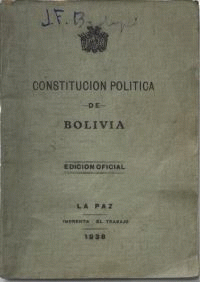 J. F. B
CONSTITUCION POLITICA
-DE-
BOLIVIA
EDICION OFICIAL
LA PAZ
IMPRENTA EL TRABAJO
1938